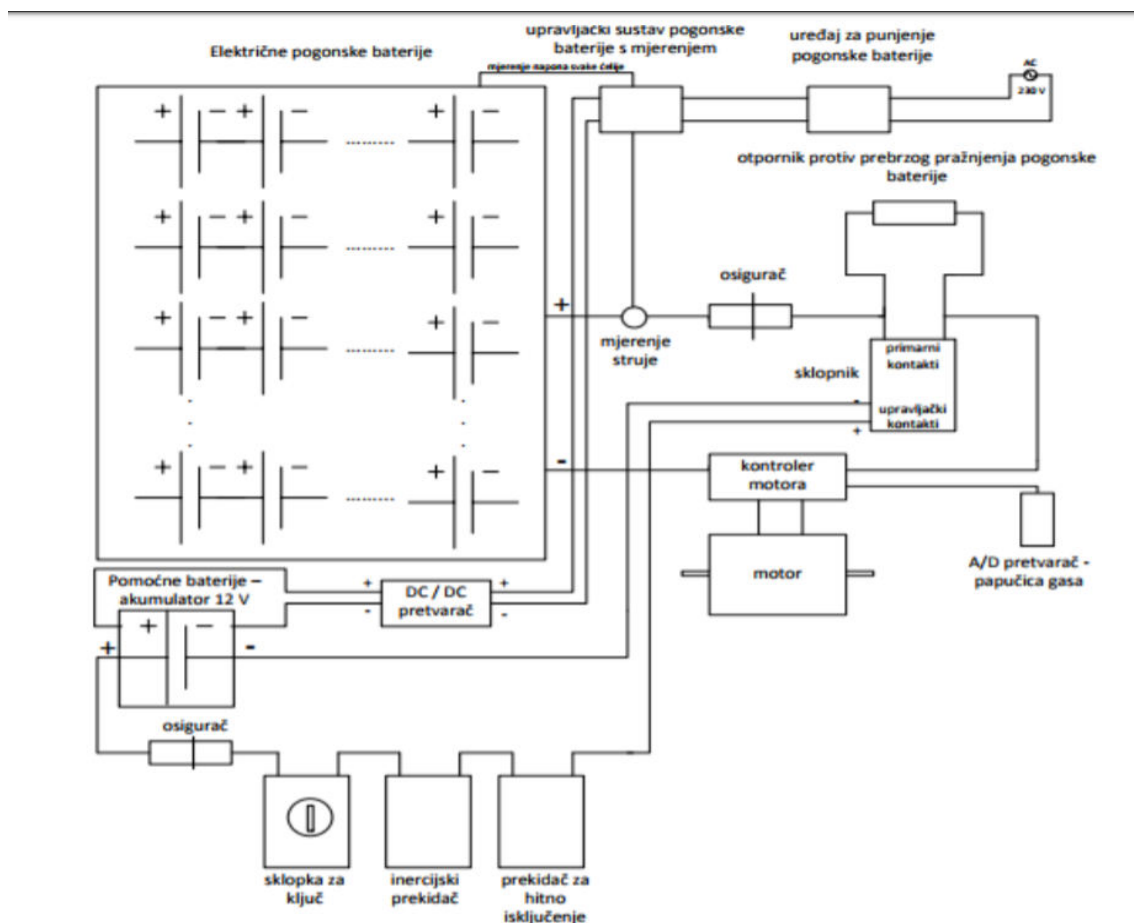 Električne pogonske baterije
upravljački sustav pogonske
baterije s mjerenjem
mjerenje napona svake ćelije
uređaj za punjenje
pogonske baterije
AC
230 V
+ − + − ......... + −
+ − + − ......... + −
otpornik protiv prebrzog pražnjenja pogonske
baterije
+ − + − ......... + −
+
osigurač
mjerenje
struje
primarni
kontakti
sklopnik
-
upravljački
kontakti
+
. .
. .
. .
+ − + − ......... + −
-
kontroler
motora
motor
A/D pretvarač -
papučica gasa
Pomoćne baterije –
akumulator 12 V
+ −
+ -
+
-
DC / DC
pretvarač
+
-
osigurač
sklopka za
ključ
inercijski
prekidač
prekidač za
hitno
isključenje